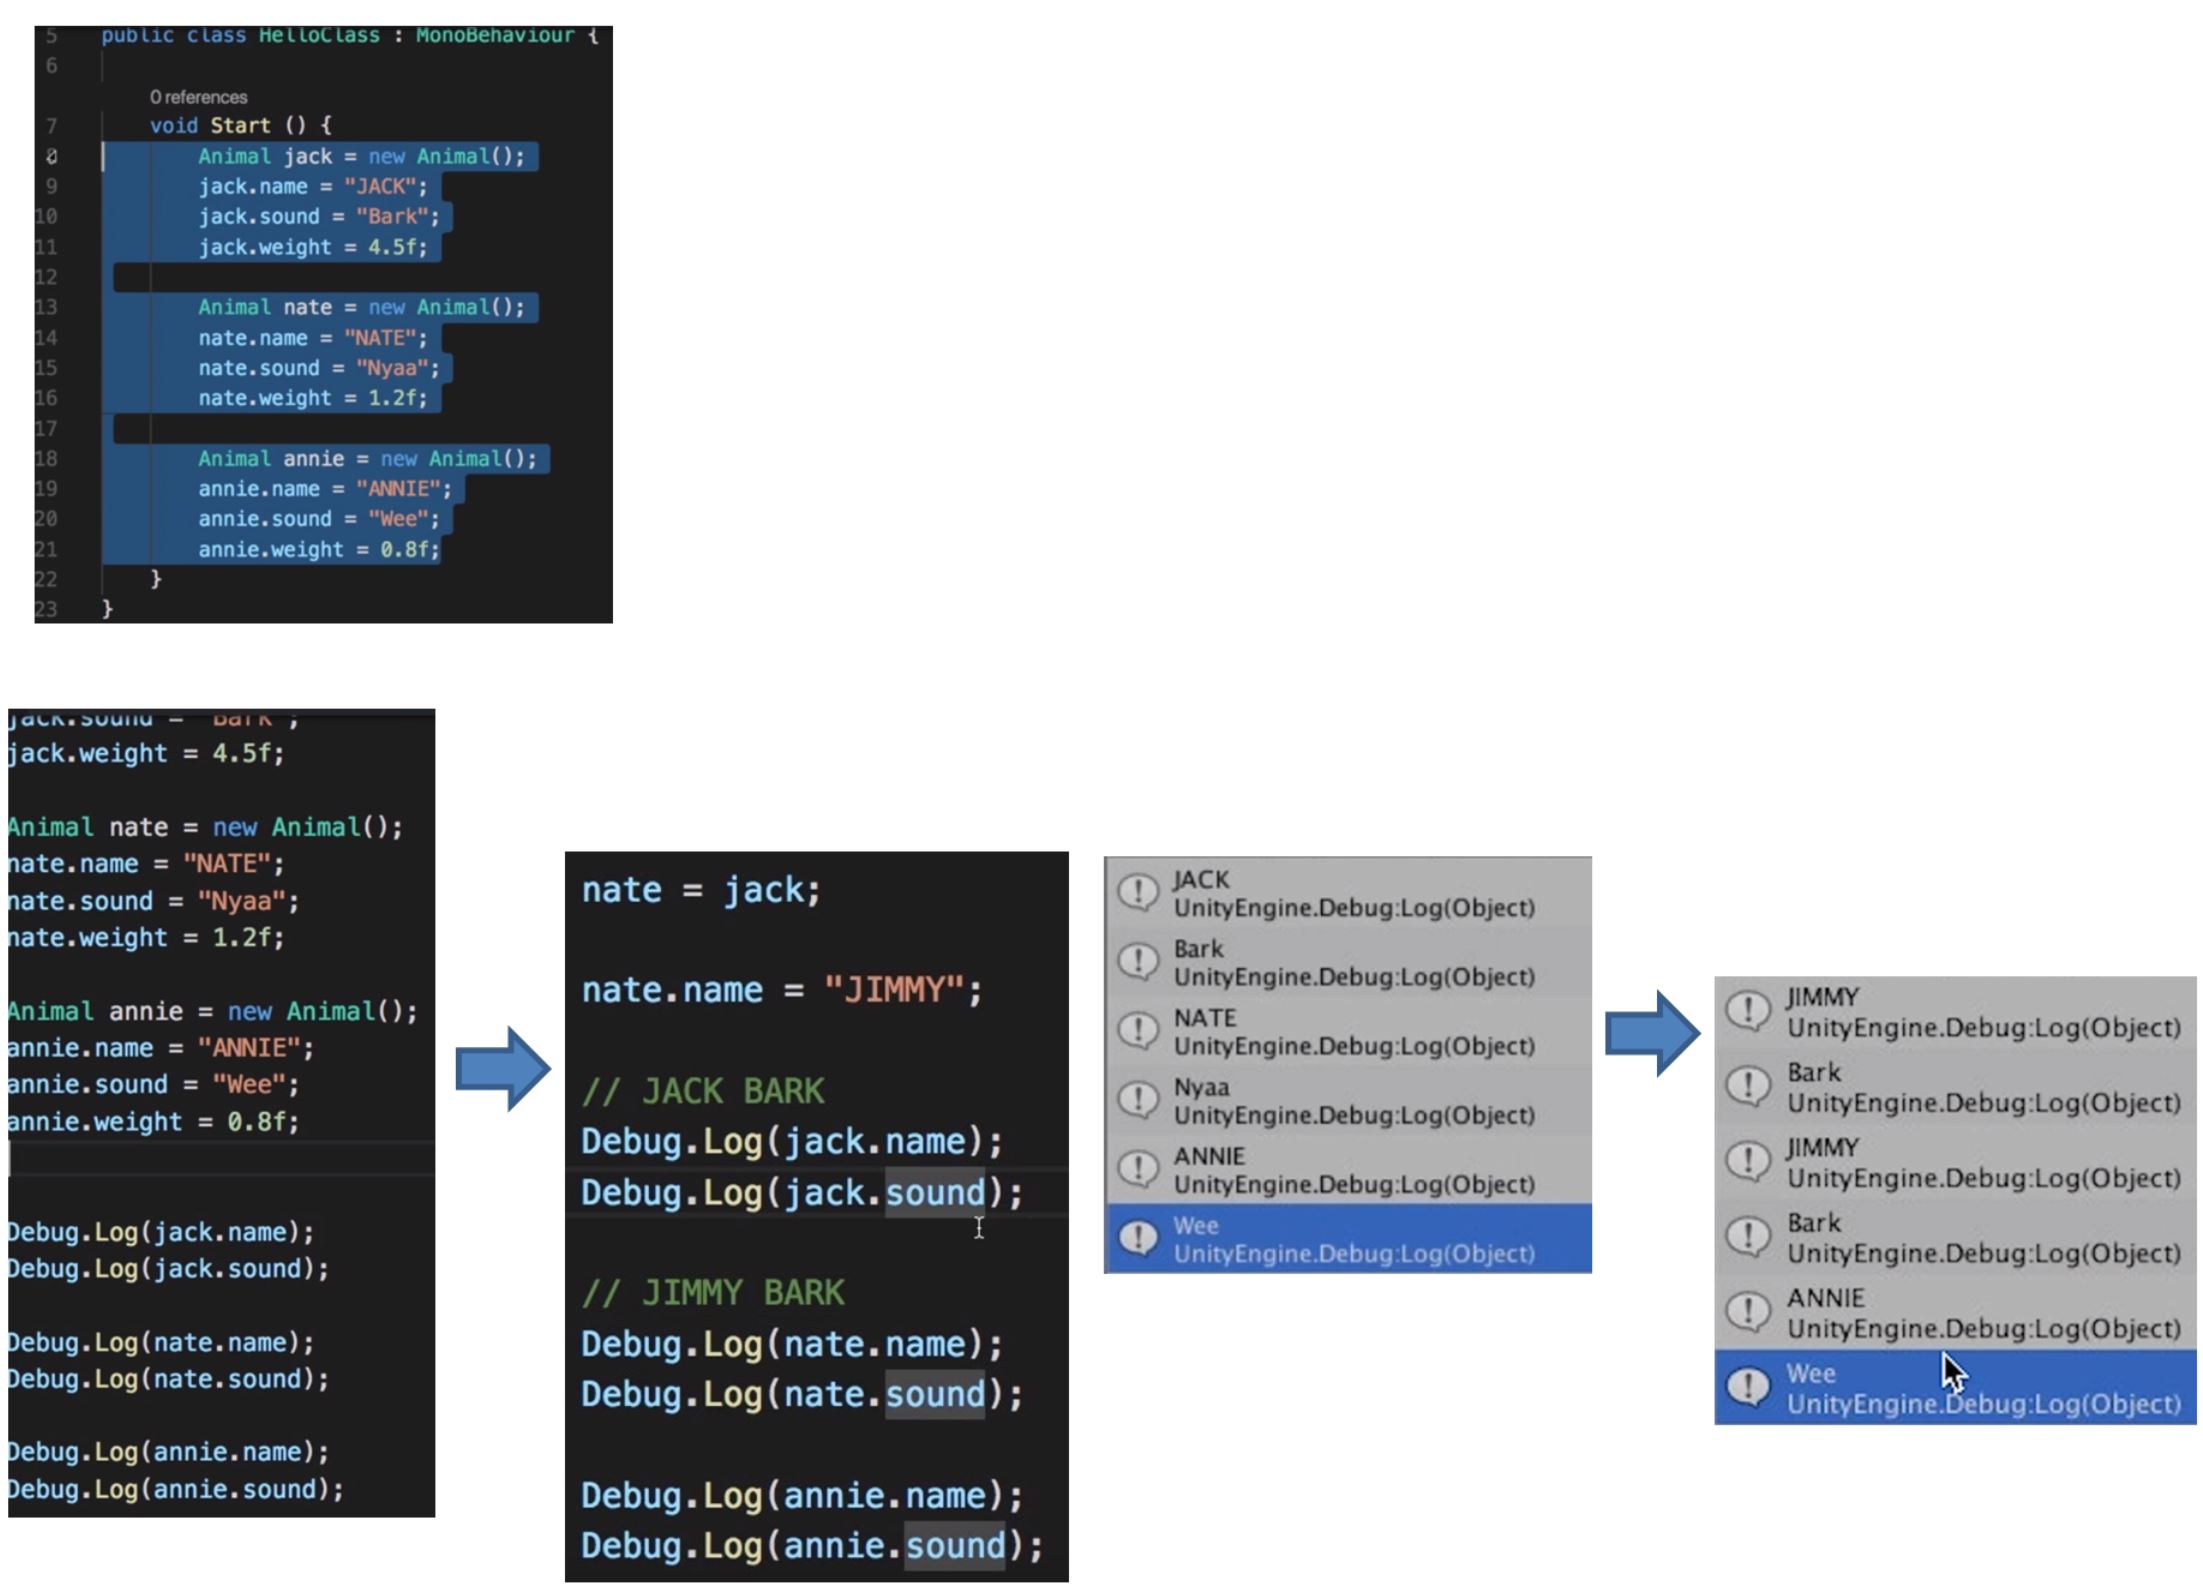 5 public class HelloClass : MonoBehaviour {
6
0 references
7 void Start () {
8 Animal jack = new Animal();
9 jack.name = "JACK";
10 jack.sound = "Bark";
11 jack.weight = 4.5f;
12
13 Animal nate = new Animal();
14 nate.name = "NATE";
15 nate.sound = "Nyaa";
16 nate.weight = 1.2f;
17
18 Animal annie = new Animal();
19 annie.name = "ANNIE";
20 annie.sound = "Wee";
21 annie.weight = 0.8f;
22 }
23 }
jack.sound = "Bark";
jack.weight = 4.5f;
Animal nate = new Animal();
nate.name = "NATE";
nate.sound = "Nyaa";
nate.weight = 1.2f;
Animal annie = new Animal();
annie.name = "ANNIE";
annie.sound = "Wee";
annie.weight = 0.8f;
Debug.Log(jack.name);
Debug.Log(jack.sound);
Debug.Log(nate.name);
Debug.Log(nate.sound);
Debug.Log(annie.name);
Debug.Log(annie.sound);
nate = jack;
nate.name = "JIMMY";
// JACK BARK
Debug.Log(jack.name);
Debug.Log(jack.sound);
// JIMMY BARK
Debug.Log(nate.name);
Debug.Log(nate.sound);
Debug.Log(annie.name);
Debug.Log(annie.sound);
JACK
UnityEngine.Debug:Log(Object)
Bark
UnityEngine.Debug:Log(Object)
NATE
UnityEngine.Debug:Log(Object)
Nyaa
UnityEngine.Debug:Log(Object)
ANNIE
UnityEngine.Debug:Log(Object)
Wee
UnityEngine.Debug:Log(Object)
JIMMY
UnityEngine.Debug:Log(Object)
Bark
UnityEngine.Debug:Log(Object)
JIMMY
UnityEngine.Debug:Log(Object)
Bark
UnityEngine.Debug:Log(Object)
ANNIE
UnityEngine.Debug:Log(Object)
Wee
UnityEngine.Debug:Log(Object)